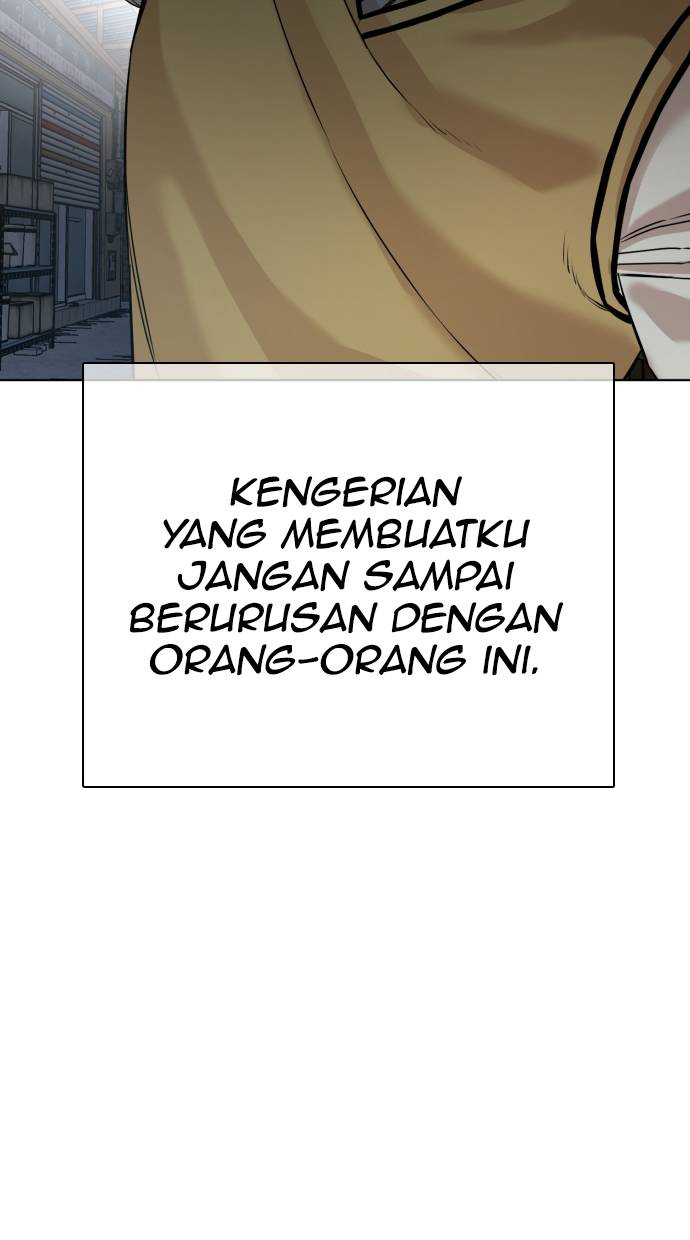 KENGERIAN
YANG MEMBUATKU
JANGAN SAMPAI
BERURUSAN DENGAN
ORANG-ORANG INI.